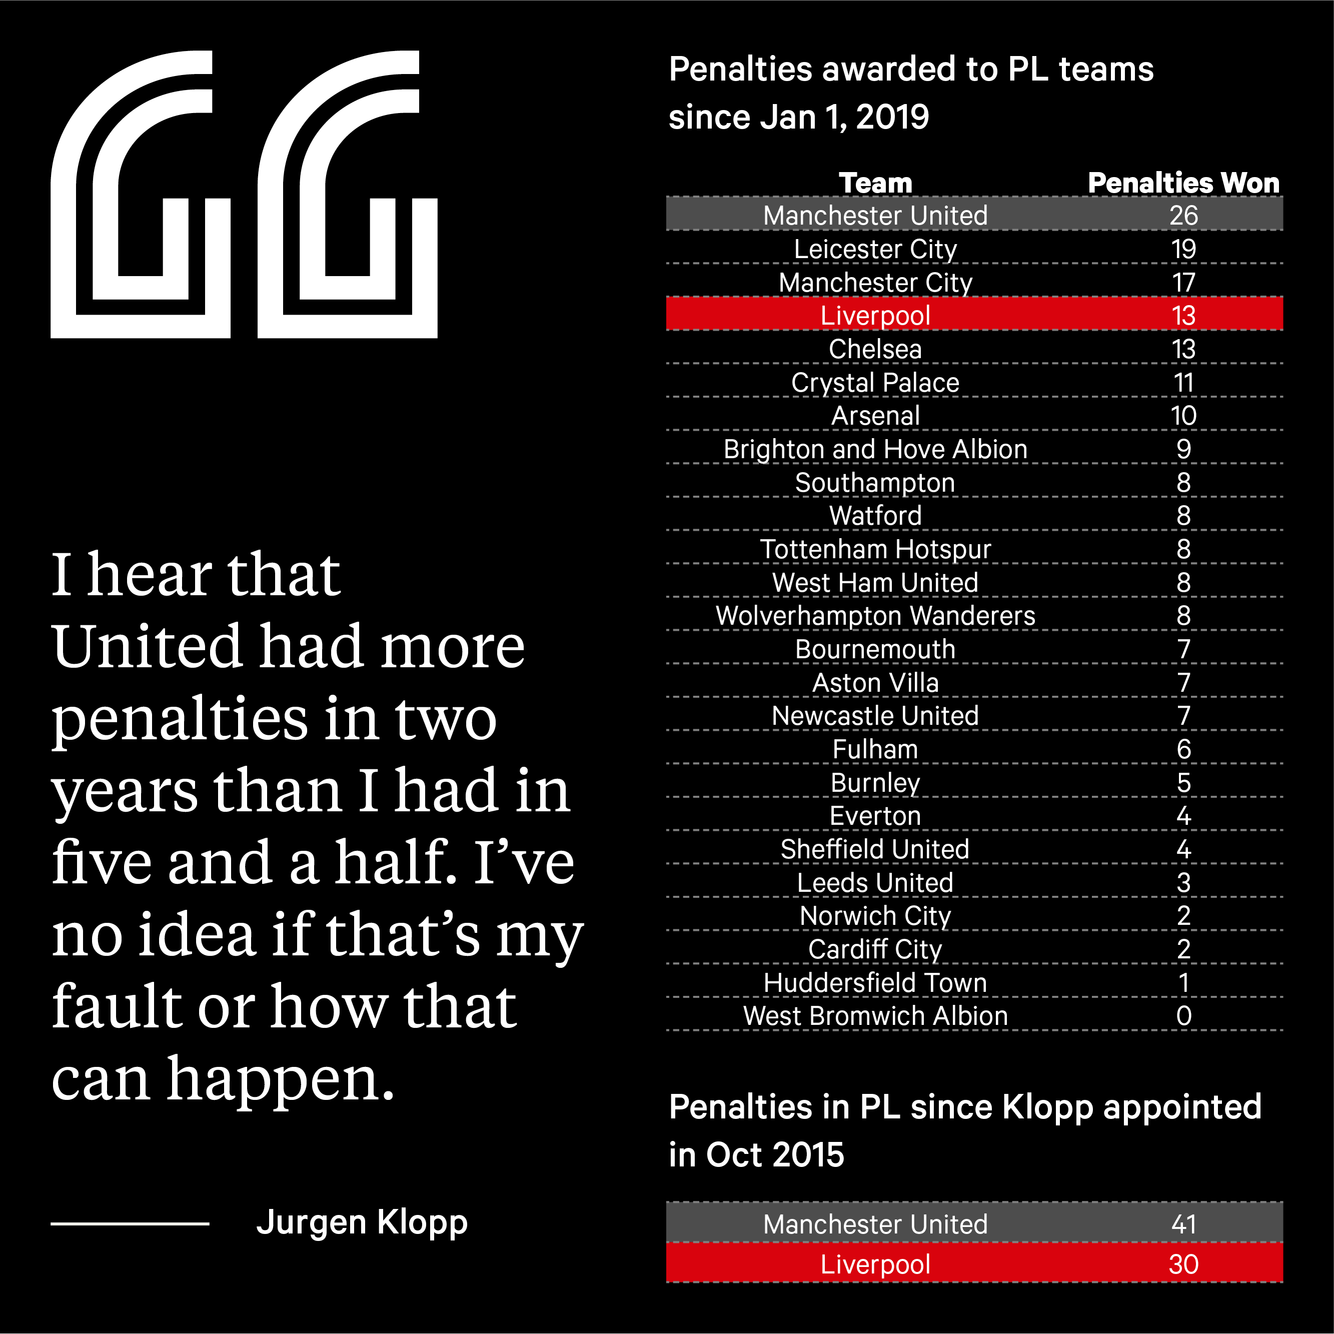 I hear that
United had more
penalties in two
years than I had in
five and a half. I’ve
no idea if that’s my
fault or how that
can happen.
Jurgen Klopp
Penalties awarded to PL teams
since Jan 1, 2019
Team Penalties Won
Manchester United 26
Leicester City 19
Manchester City 17
Liverpool 13
Chelsea 13
Crystal Palace 11
Arsenal 10
Brighton and Hove Albion 9
Southampton 8
Watford 8
Tottenham Hotspur 8
West Ham United 8
Wolverhampton Wanderers 8
Bournemouth 7
Aston Villa 7
Newcastle United 7
Fulham 6
Burnley 5
Everton 4
Sheffield United 4
Leeds United 3
Norwich City 2
Cardiff City 2
Huddersfield Town 1
West Bromwich Albion 0
Penalties in PL since Klopp appointed
in Oct 2015
Manchester United 41
Liverpool 30